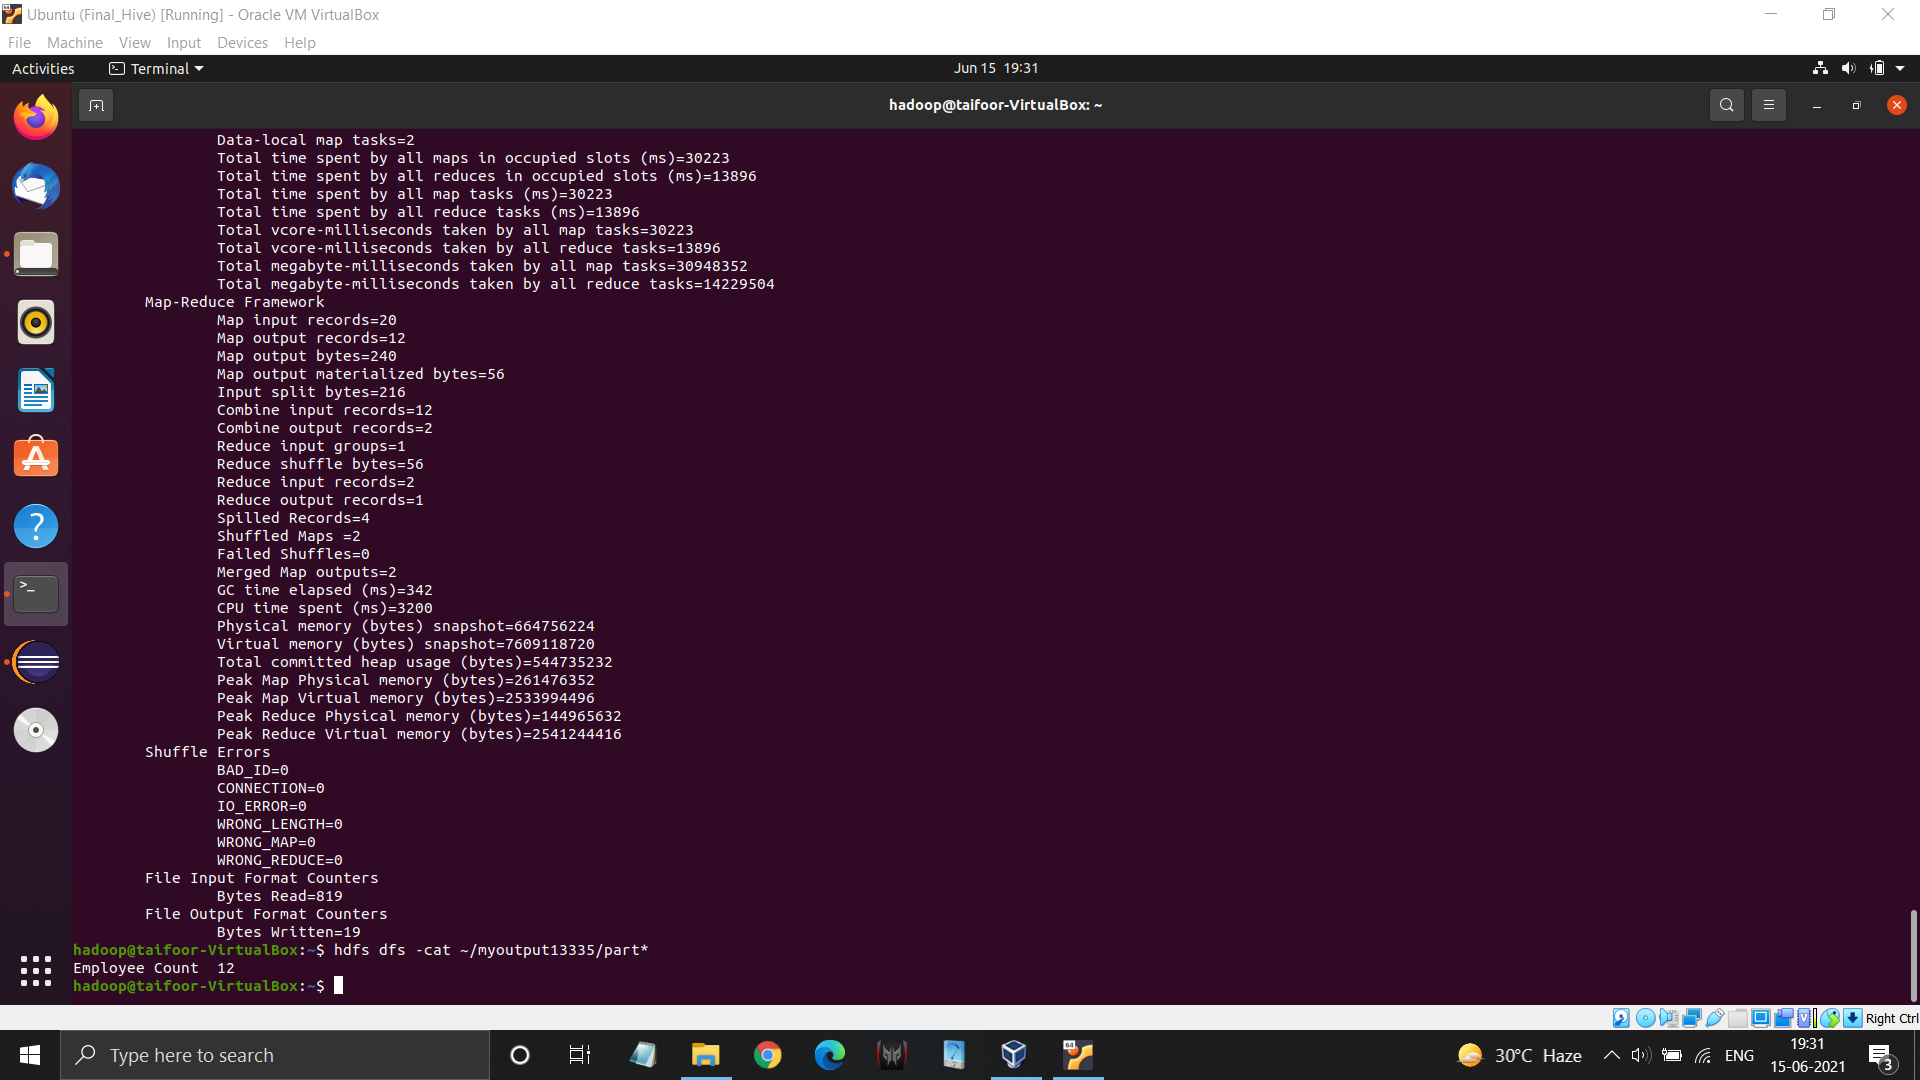 Ubuntu (Final_Hive) [Running] - Oracle VM VirtualBox
File Machine View Input Devices Help
Activities Terminal Jun 15 19:31
hadoop@taifoor-VirtualBox: ~
Data-local map tasks=2
Total time spent by all maps in occupied slots (ms)=30223
Total time spent by all reduces in occupied slots (ms)=13896
Total time spent by all map tasks (ms)=30223
Total time spent by all reduce tasks (ms)=13896
Total vcore-milliseconds taken by all map tasks=30223
Total vcore-milliseconds taken by all reduce tasks=13896
Total megabyte-milliseconds taken by all map tasks=30948352
Total megabyte-milliseconds taken by all reduce tasks=14229504
Map-Reduce Framework
Map input records=20
Map output records=12
Map output bytes=240
Map output materialized bytes=56
Input split bytes=216
Combine input records=12
Combine output records=2
Reduce input groups=1
Reduce shuffle bytes=56
Reduce input records=2
Reduce output records=1
Spilled Records=4
Shuffled Maps =2
Failed Shuffles=0
Merged Map outputs=2
GC time elapsed (ms)=342
CPU time spent (ms)=3200
Physical memory (bytes) snapshot=664756224
Virtual memory (bytes) snapshot=7609118720
Total committed heap usage (bytes)=544735232
Peak Map Physical memory (bytes)=261476352
Peak Map Virtual memory (bytes)=2533994496
Peak Reduce Physical memory (bytes)=144965632
Peak Reduce Virtual memory (bytes)=2541244416
Shuffle Errors
BAD_ID=0
CONNECTION=0
IO_ERROR=0
WRONG_LENGTH=0
WRONG_MAP=0
WRONG_REDUCE=0
File Input Format Counters
Bytes Read=819
File Output Format Counters
Bytes Written=19
hadoop@taifoor-VirtualBox:~$ hdfs dfs -cat ~/myoutput13335/part*
Employee Count 12
hadoop@taifoor-VirtualBox:~$
Right Ctrl
Type here to search
64
30°C Haze
ENG
19:31
15-06-2021
3